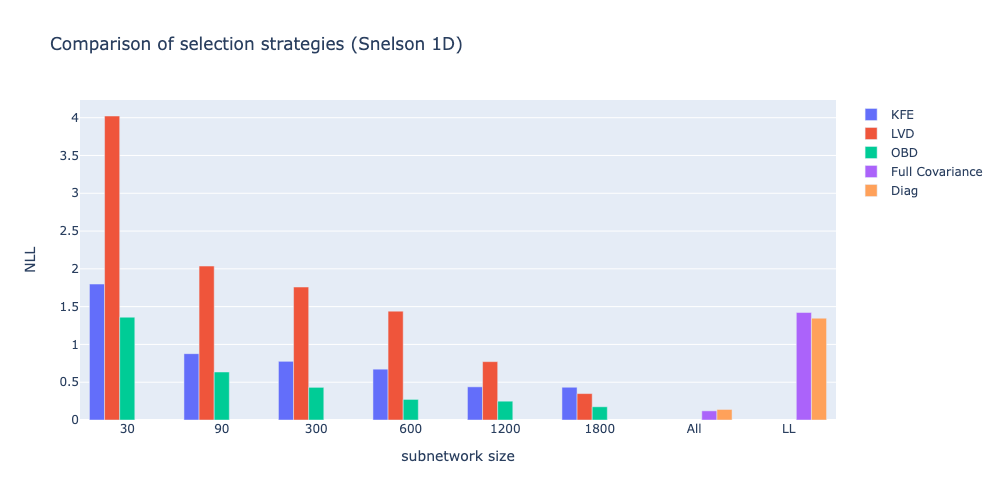 Comparison of selection strategies (Snelson 1D)
KFE
LVD
OBD
Full Covariance
Diag
NLL
4
3.5
3
2.5
2
1.5
1
0.5
0
30 90 300 600 1200 1800 All LL
subnetwork size